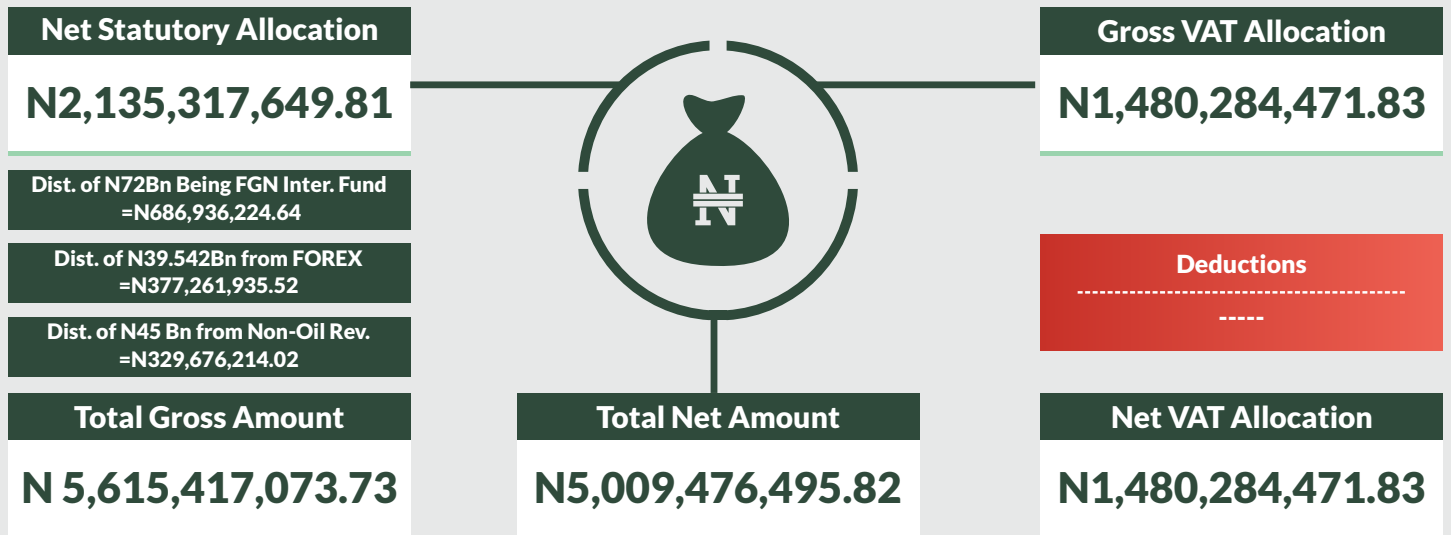 Net Statutory Allocation
N2,135,317,649.81
Dist. of N72Bn Being FGN Inter. Fund
=N686,936,224.64
Dist. of N39.542Bn from FOREX
=N377,261,935.52
Dist. of N45 Bn from Non-Oil Rev.
=N329,676,214.02
Total Gross Amount
N 5,615,417,073.73
₦
Total Net Amount
N5,009,476,495.82
Gross VAT Allocation
N1,480,284,471.83
Deductions
--------------------------------------------
-----
Net VAT Allocation
N1,480,284,471.83